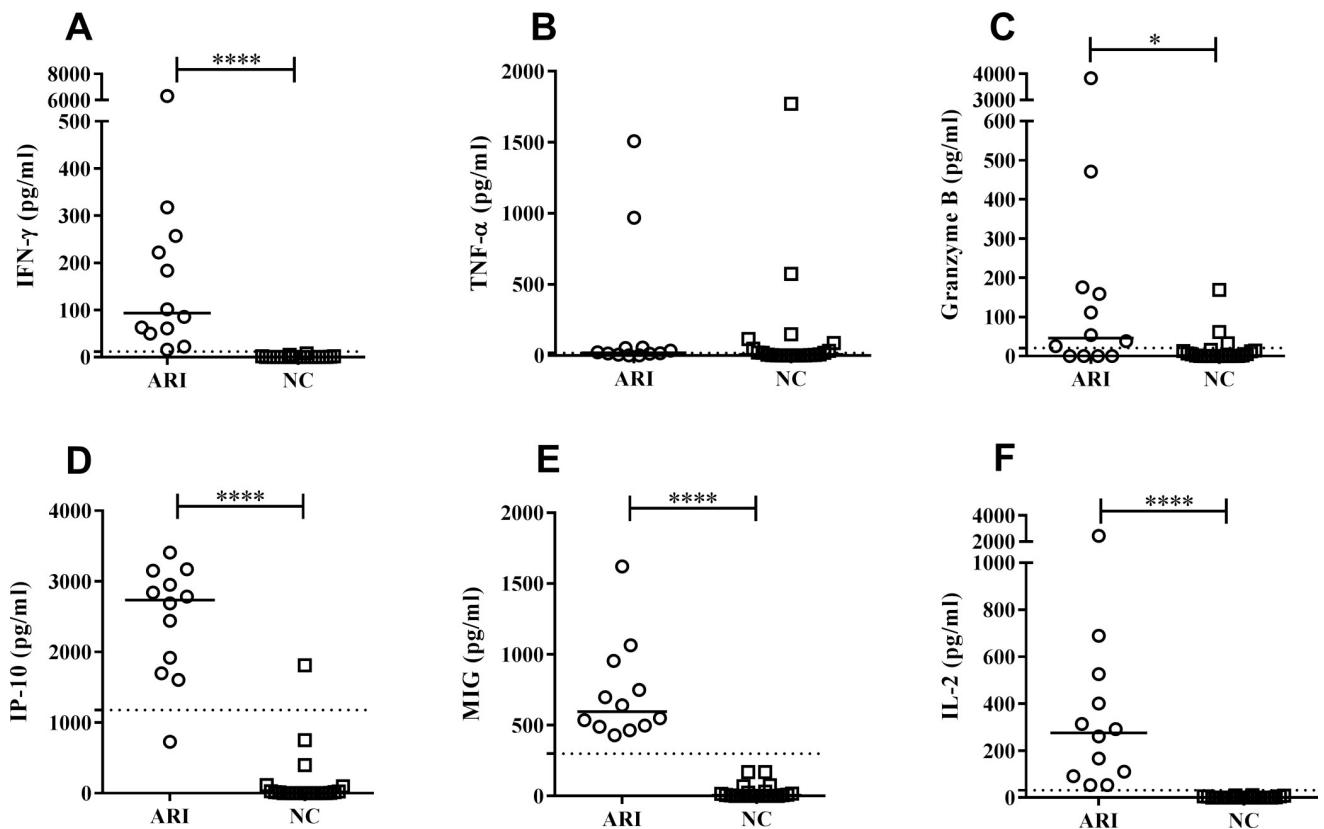 A
****
IFN-γ (pg/ml)
8000
6000
500
400
300
200
100
0
ARI NC
B
TNF-α (pg/ml)
2000
1500
1000
500
0
ARI NC
C
*
Granzyme B (pg/ml)
4000
3000
600
500
400
300
200
100
0
ARI NC
D
****
IP-10 (pg/ml)
4000
3000
2000
1000
0
ARI NC
E
****
MIG (pg/ml)
2000
1500
1000
500
0
ARI NC
F
****
IL-2 (pg/ml)
4000
2000
1000
800
600
400
200
0
ARI NC